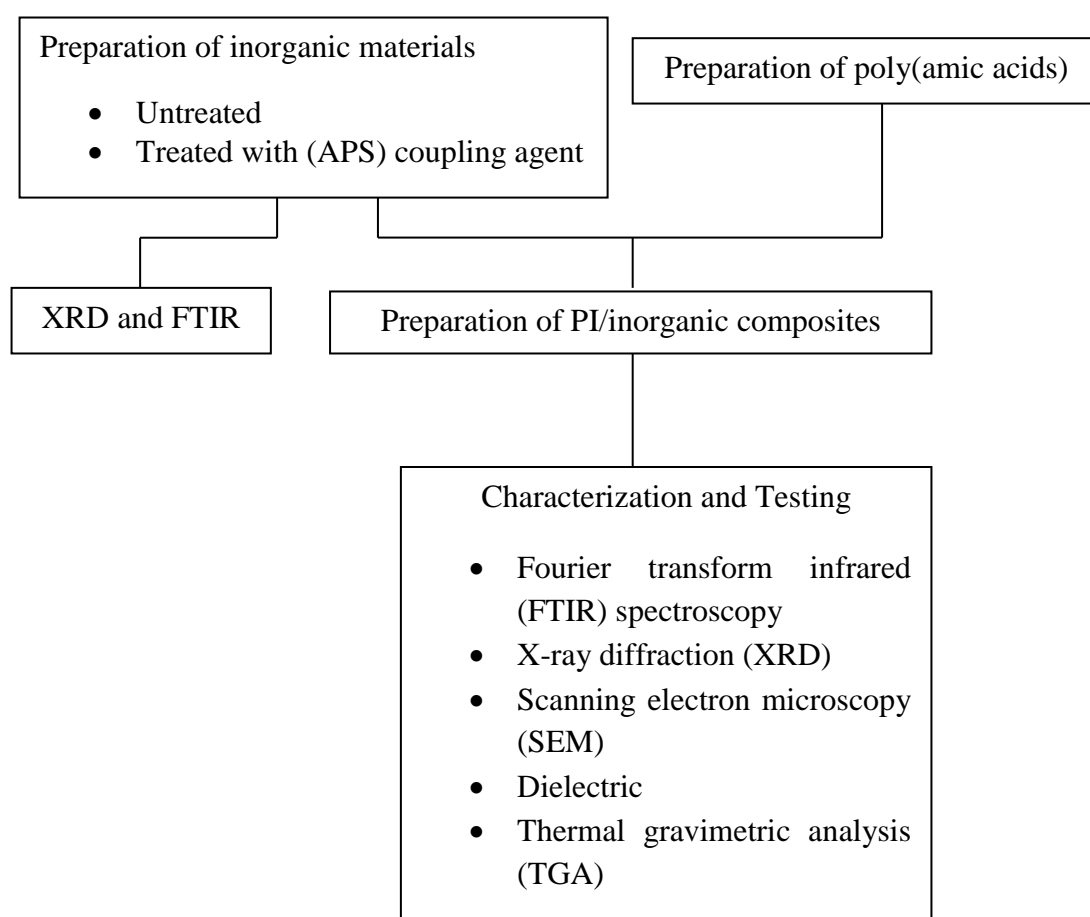 Preparation of inorganic materials
• Untreated
• Treated with (APS) coupling agent
Preparation of poly(amic acids)
XRD and FTIR
Preparation of PI/inorganic composites
Characterization and Testing
• Fourier transform infrared
(FTIR) spectroscopy
• X-ray diffraction (XRD)
• Scanning electron microscopy
(SEM)
• Dielectric
• Thermal gravimetric analysis
(TGA)